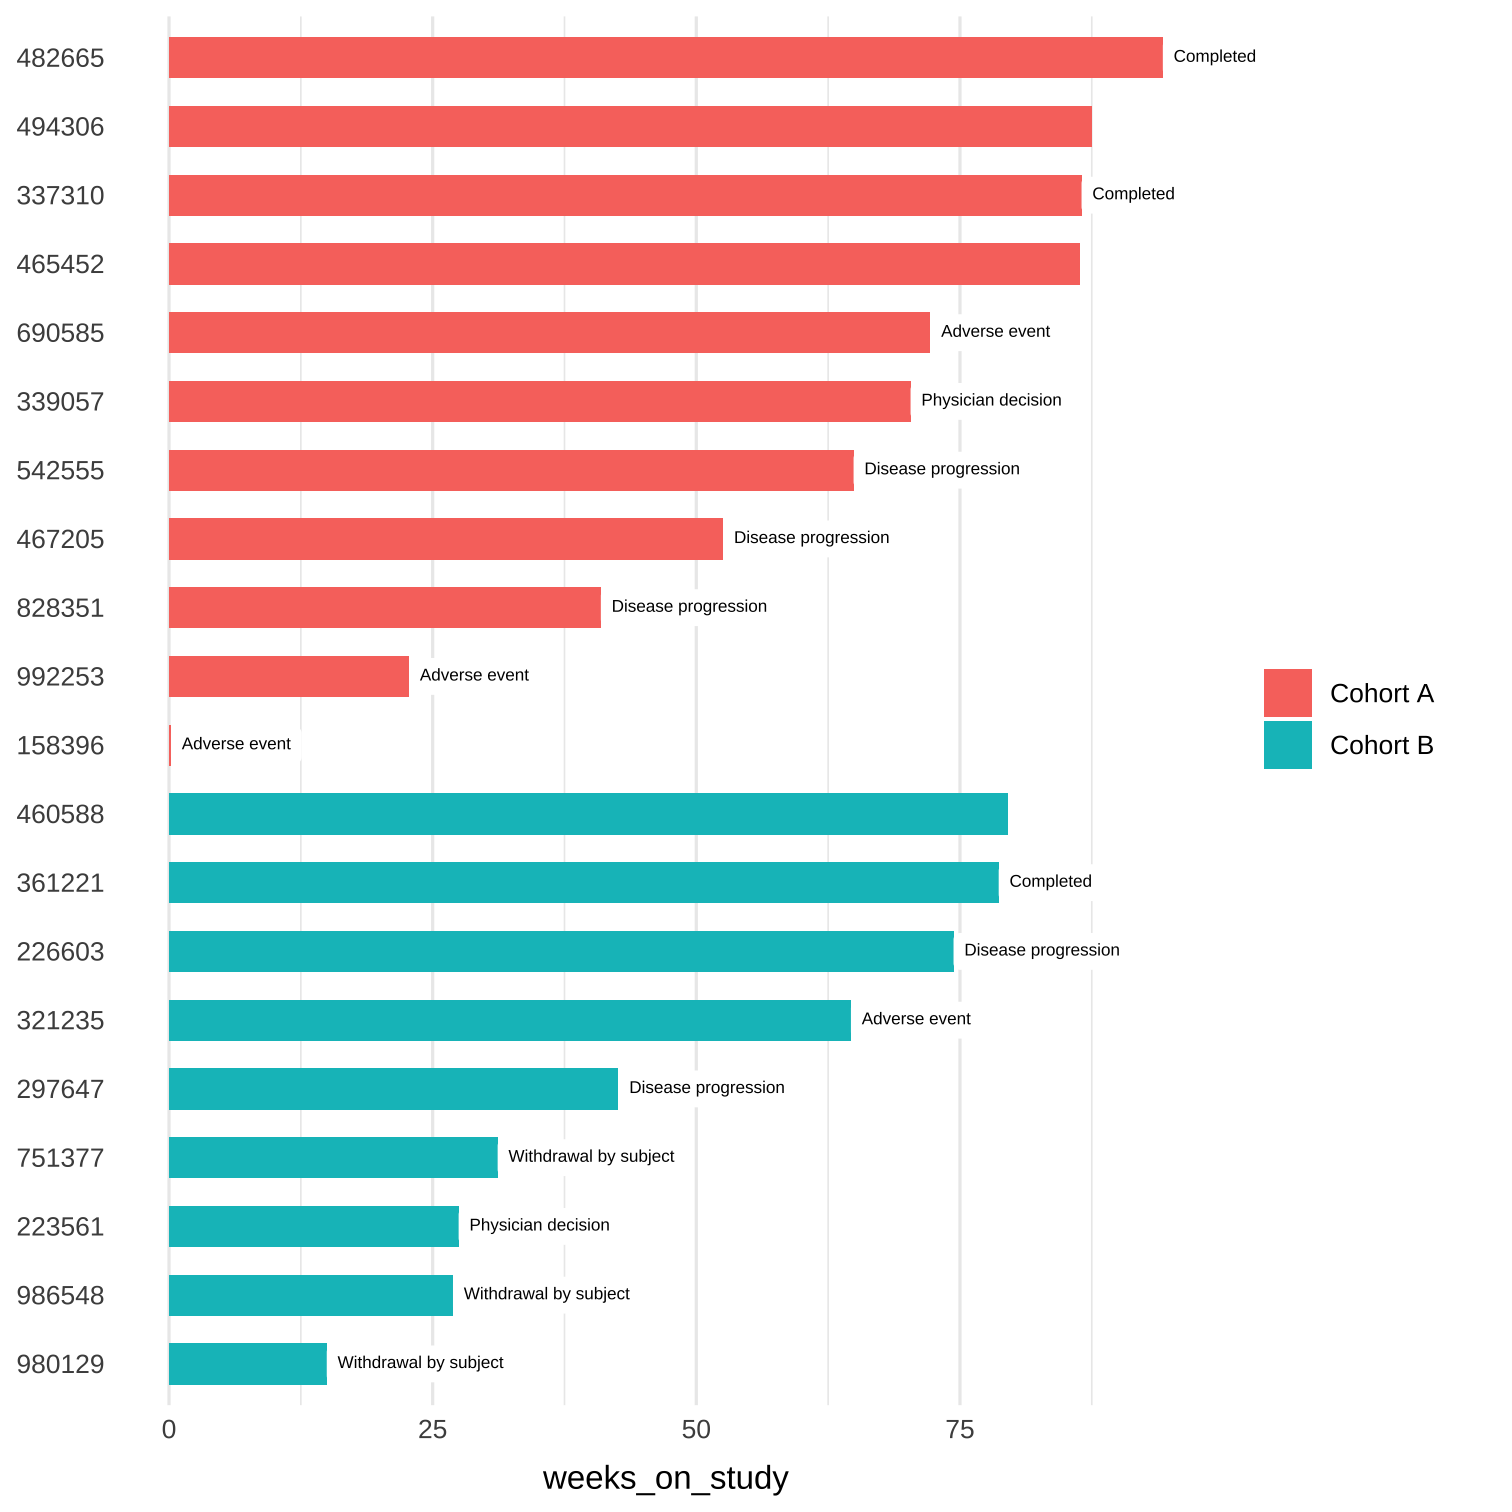 482665 Completed
494306
337310 Completed
465452
690585 Adverse event
339057 Physician decision
542555 Disease progression
467205 Disease progression
828351 Disease progression
992253 Adverse event
158396 Adverse event
460588
361221 Completed
226603 Disease progression
321235 Adverse event
297647 Disease progression
751377 Withdrawal by subject
223561 Physician decision
986548 Withdrawal by subject
980129 Withdrawal by subject
0 25 50 75
weeks_on_study
Cohort A
Cohort B